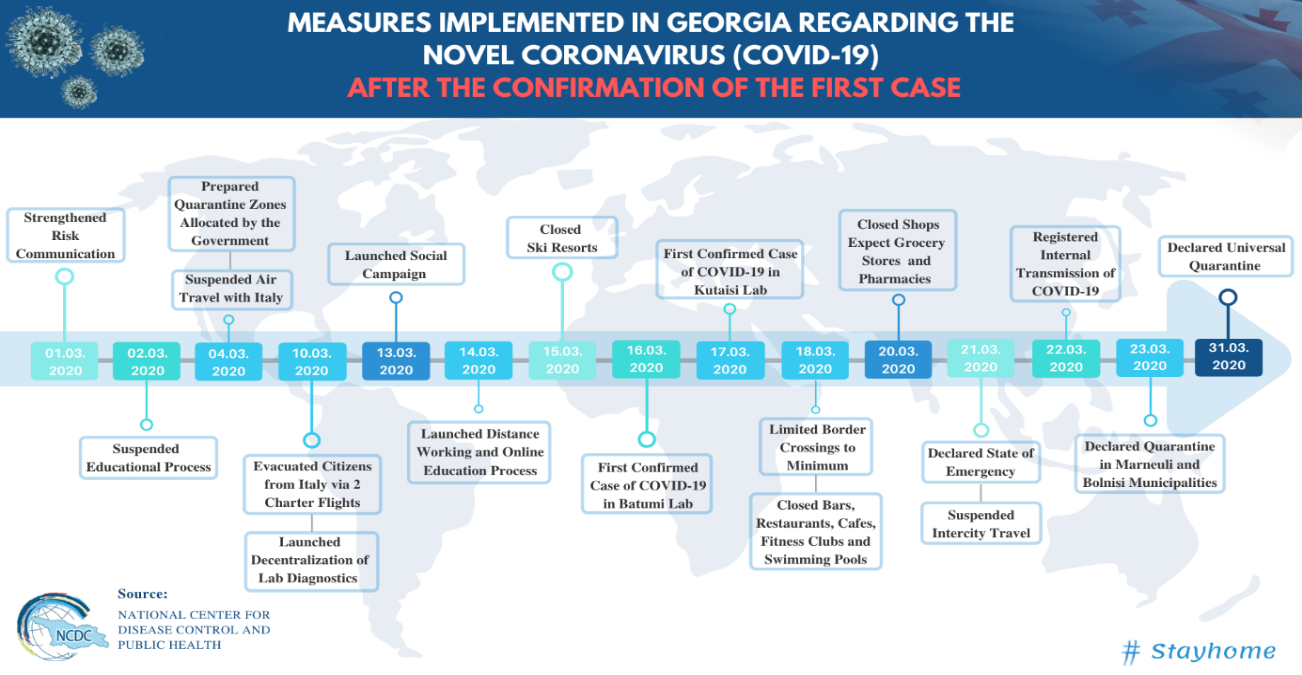 MEASURES IMPLEMENTED IN GEORGIA REGARDING THE
NOVEL CORONAVIRUS (COVID-19)
AFTER THE CONFIRMATION OF THE FIRST CASE
Strengthened
Risk
Communication
01.03.
2020
02.03.
2020
Suspended
Educational Process
Prepared
Quarantine Zones
Allocated by the
Government
Suspended Air
Travel with Italy
04.03.
2020
10.03.
2020
Evacuated Citizens
from Italy via 2
Charter Flights
Launched
Decentralization of
Lab Diagnostics
Launched Social
Campaign
13.03.
2020
14.03.
2020
Launched Distance
Working and Online
Education Process
Closed
Ski Resorts
15.03.
2020
16.03.
2020
First Confirmed
Case of COVID-19
in Batumi Lab
First Confirmed Case
of COVID-19 in
Kutaisi Lab
17.03.
2020
18.03.
2020
Limited Border
Crossings to
Minimum
Closed Bars,
Restaurants, Cafes,
Fitness Clubs and
Swimming Pools
Closed Shops
Expect Grocery
Stores and
Pharmacies
20.03.
2020
21.03.
2020
Declared State of
Emergency
Suspended
Intercity Travel
Registered
Internal
Transmission of
COVID-19
22.03.
2020
23.03.
2020
Declared Quarantine
in Marneuli and
Bolnisi Municipalities
Declared Universal
Quarantine
31.03.
2020
NCDC
Source:
NATIONAL CENTER FOR
DISEASE CONTROL AND
PUBLIC HEALTH
# Stayhome